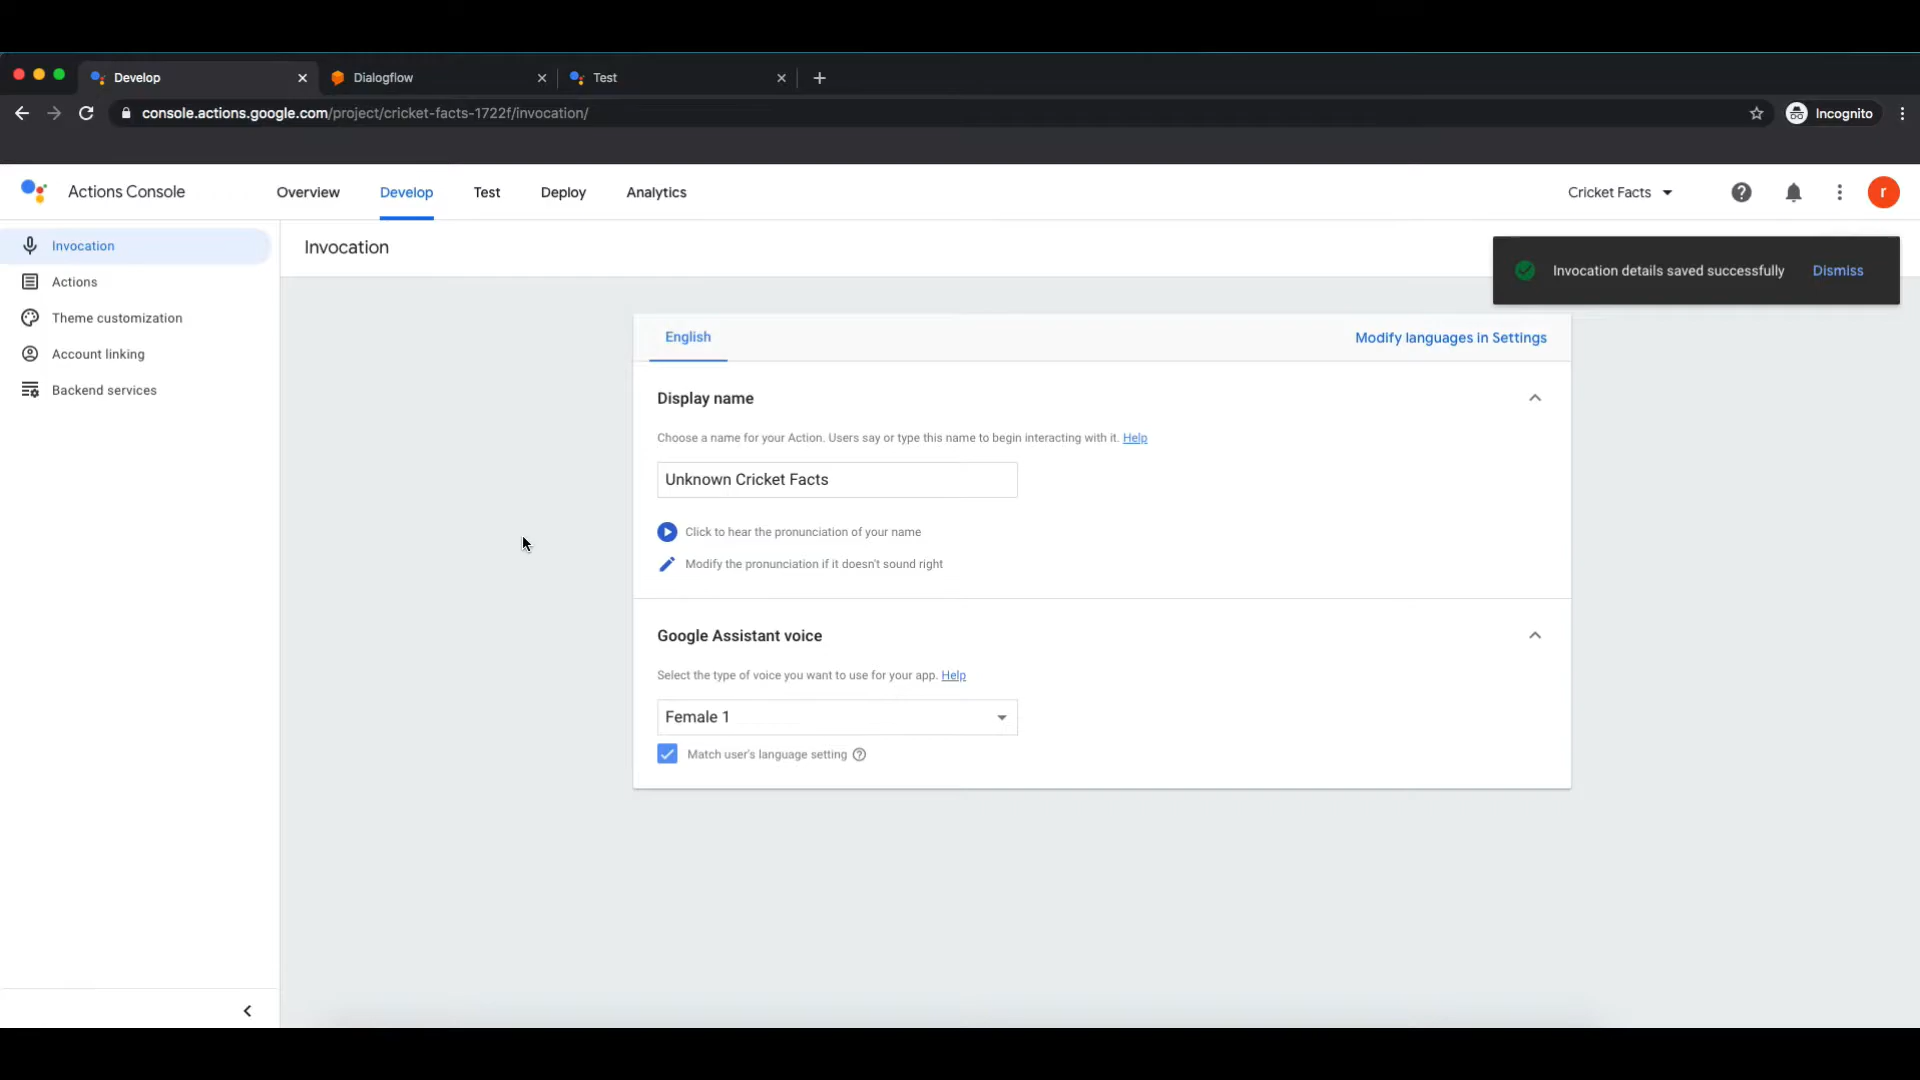 Develop
Dialogflow
Test
console.actions.google.com/project/cricket-facts-1722f/invocation/
Incognito
Actions Console
Overview
Develop
Test
Deploy
Analytics
Cricket Facts
r
Invocation
Actions
Theme customization
Account linking
Backend services
Invocation
Invocation details saved successfully
Dismiss
English
Modify languages in Settings
Display name
Choose a name for your Action. Users say or type this name to begin interacting with it. Help
Unknown Cricket Facts
Click to hear the pronunciation of your name
Modify the pronunciation if it doesn't sound right
Google Assistant voice
Select the type of voice you want to use for your app. Help
Female 1
Match user's language setting